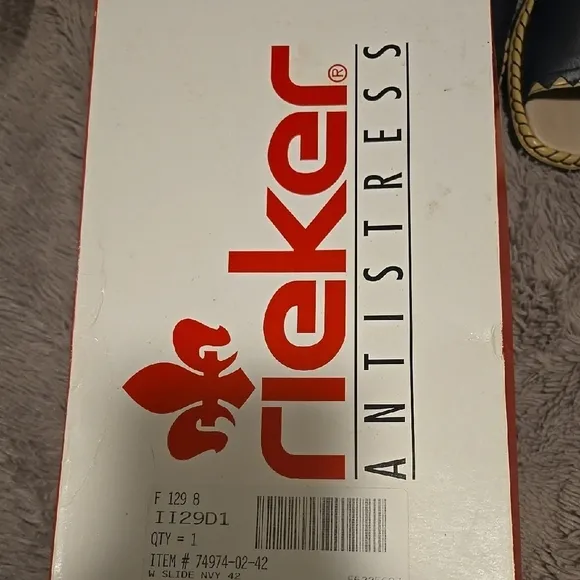 rieker®
ANTISTRESS
F 129 8
II29D1
QTY = 1
ITEM # 74974-02-42
W SLIDE NVY 42